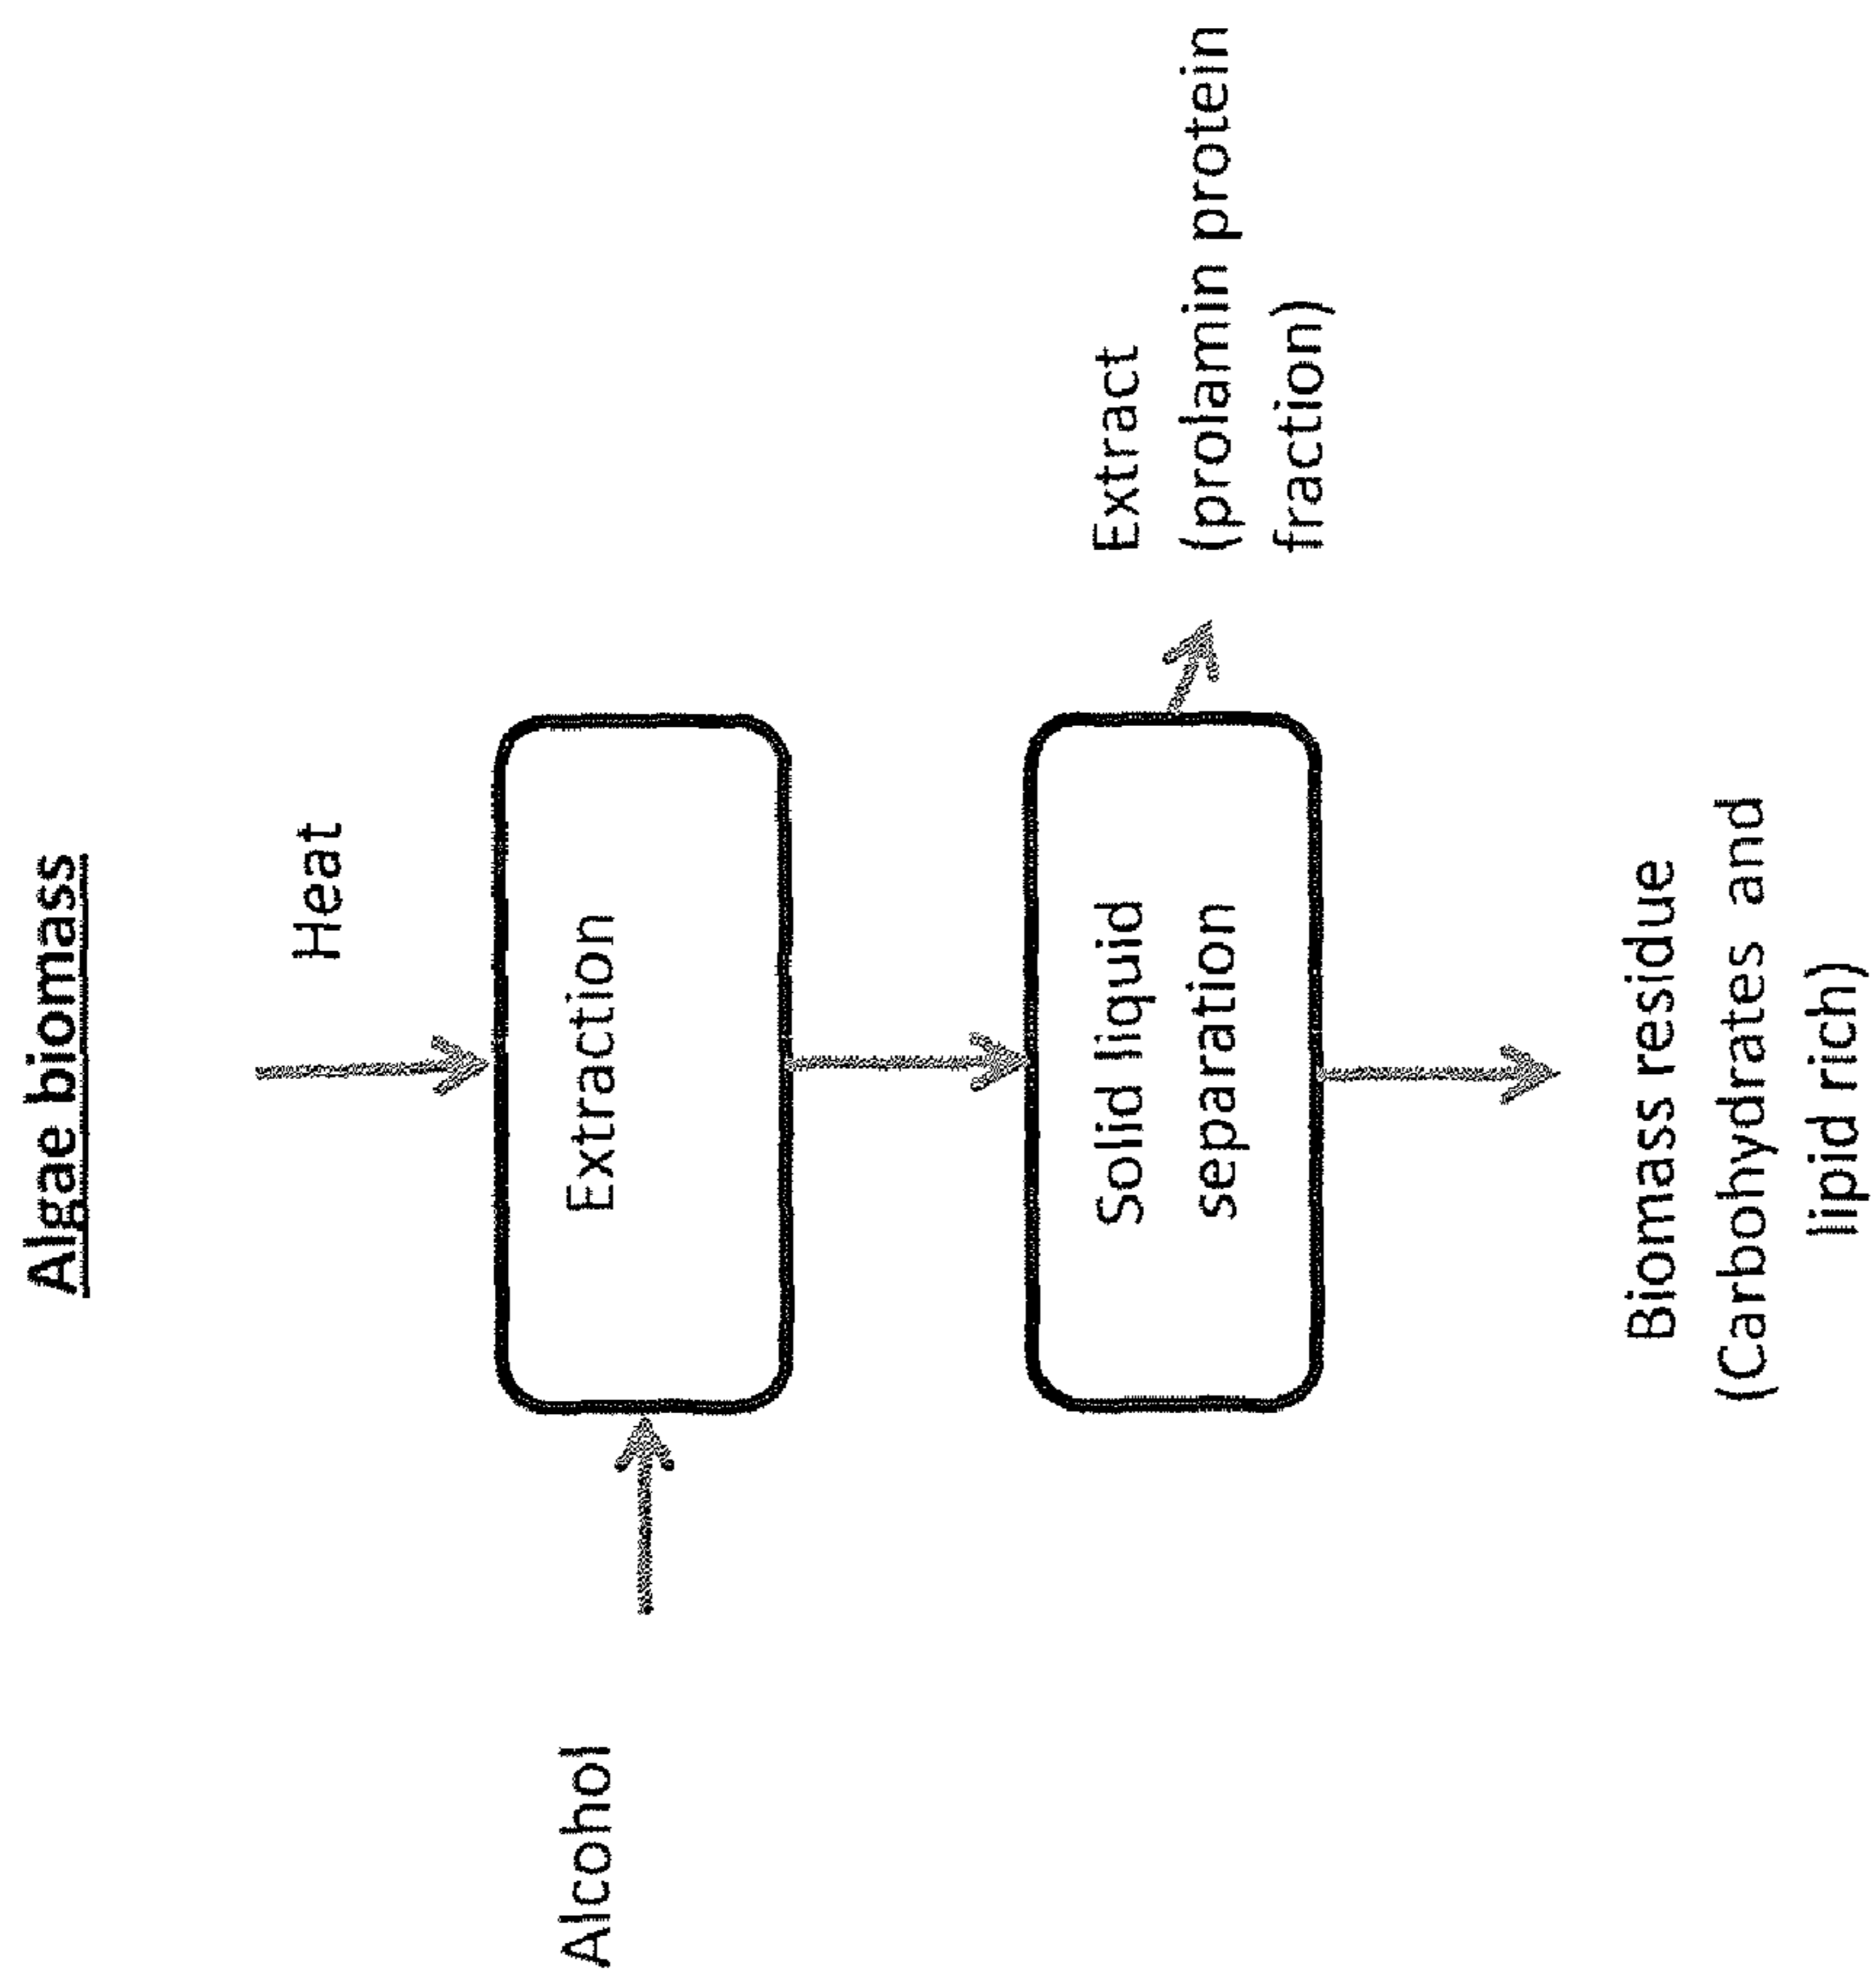 Algae biomass
Heat
Alcohol
Extraction
Solid liquid
separation
Extract
(prolamin protein
fraction)
Biomass residue
(Carbohydrates and
lipid rich)